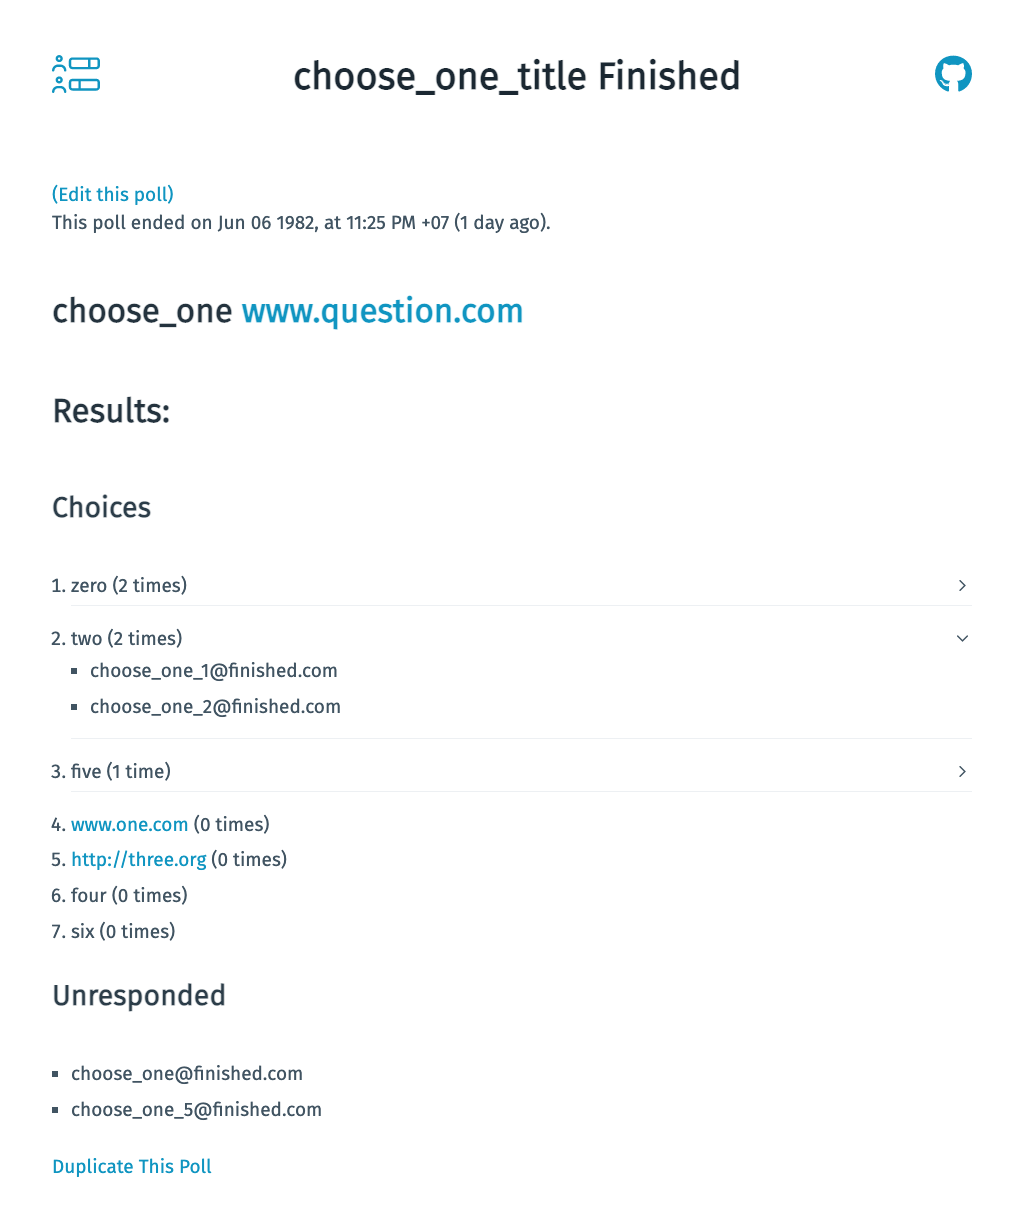 choose_one_title Finished
(Edit this poll)
This poll ended on Jun 06 1982, at 11:25 PM +07 (1 day ago).
choose_one www.question.com
Results:
Choices
1. zero (2 times)
2. two (2 times)
▪ choose_one_1@finished.com
▪ choose_one_2@finished.com
3. five (1 time)
4. www.one.com (0 times)
5. http://three.org (0 times)
6. four (0 times)
7. six (0 times)
Unresponded
▪ choose_one@finished.com
▪ choose_one_5@finished.com
Duplicate This Poll